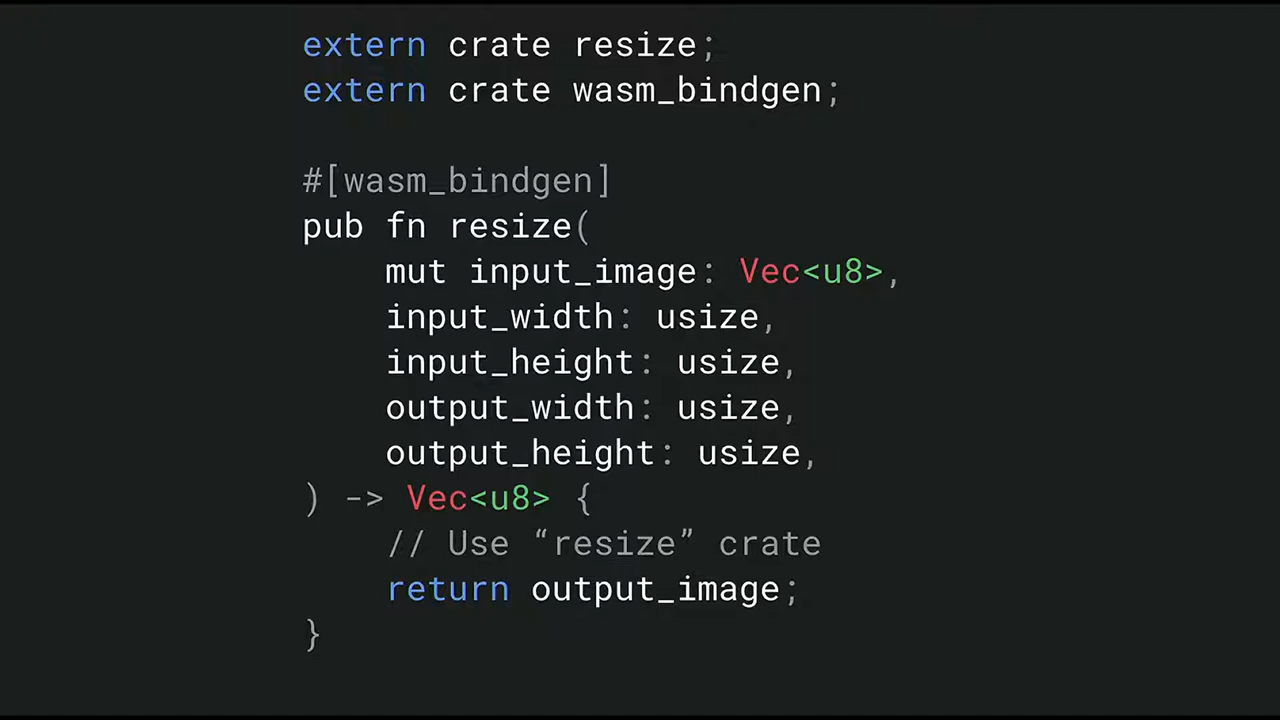 extern crate resize;
extern crate wasm_bindgen;
#[wasm_bindgen]
pub fn resize(
mut input_image: Vec<u8>,
input_width: usize,
input_height: usize,
output_width: usize,
output_height: usize,
) -> Vec<u8> {
// Use “resize” crate
return output_image;
}